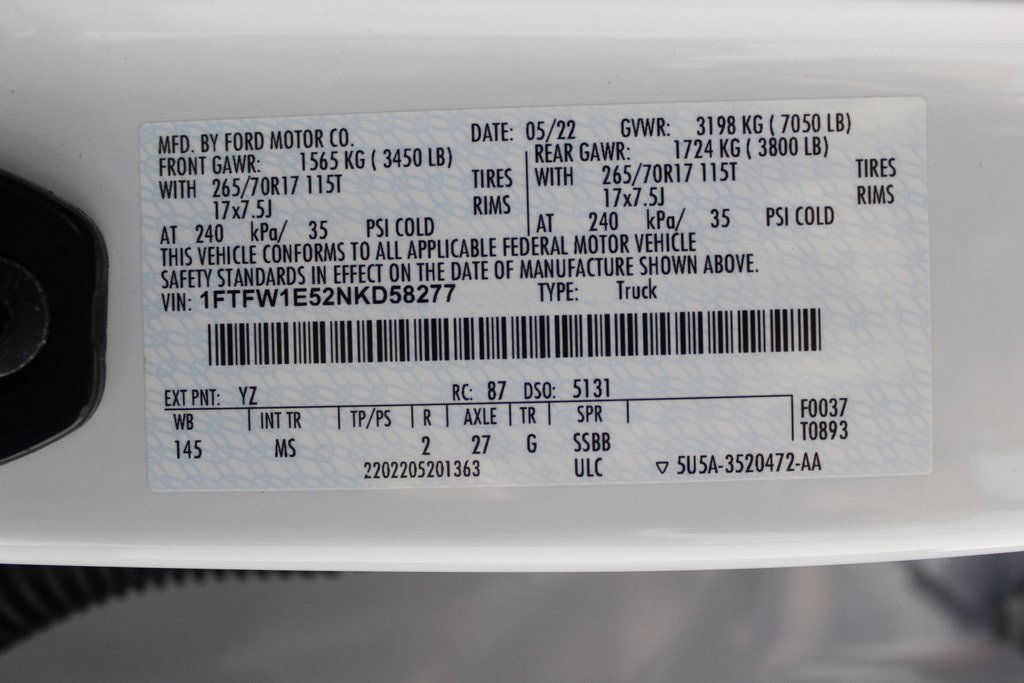 MFD. BY FORD MOTOR CO. DATE: 05/22 GVWR: 3198 KG ( 7050 LB)
FRONT GAWR: 1565 KG ( 3450 LB) REAR GAWR: 1724 KG ( 3800 LB)
WITH 265/70R17 115T TIRES WITH 265/70R17 115T TIRES
17x7.5J RIMS 17x7.5J RIMS
AT 240 kPa/ 35 PSI COLD AT 240 kPa/ 35 PSI COLD
THIS VEHICLE CONFORMS TO ALL APPLICABLE FEDERAL MOTOR VEHICLE
SAFETY STANDARDS IN EFFECT ON THE DATE OF MANUFACTURE SHOWN ABOVE.
VIN: 1FTFW1E52NKD58277 TYPE: Truck
EXT PNT: YZ RC: 87 DSO: 5131
WB INT TR TP/PS R AXLE TR SPR F0037
145 MS 2 27 G SSBB T0893
2202205201363 ULC ▽ 5U5A-3520472-AA